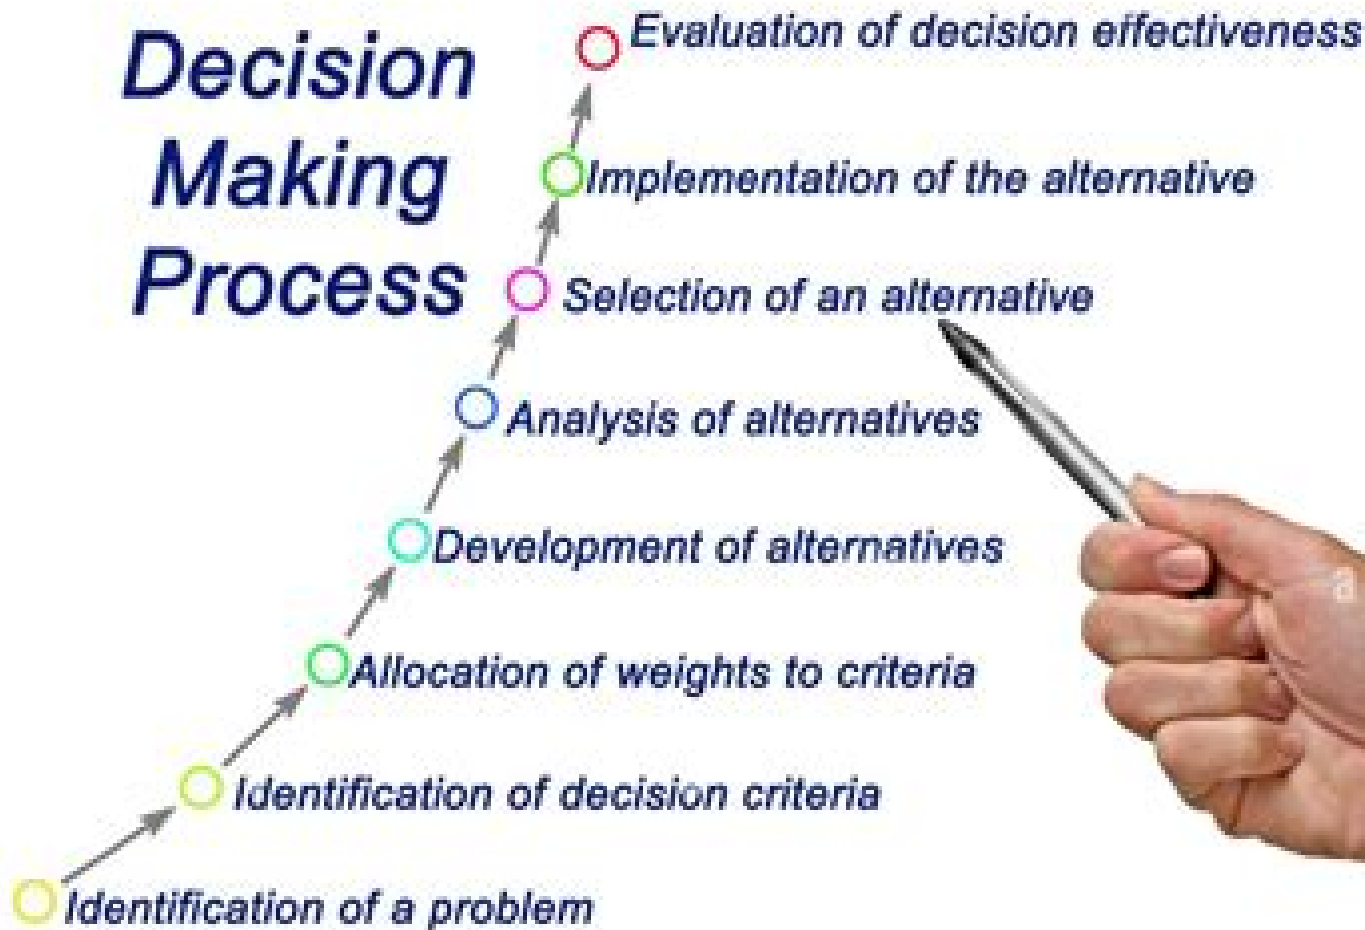 Decision
Making
Process
Evaluation of decision effectiveness
Implementation of the alternative
Selection of an alternative
Analysis of alternatives
Development of alternatives
Allocation of weights to criteria
Identification of decision criteria
Identification of a problem
a